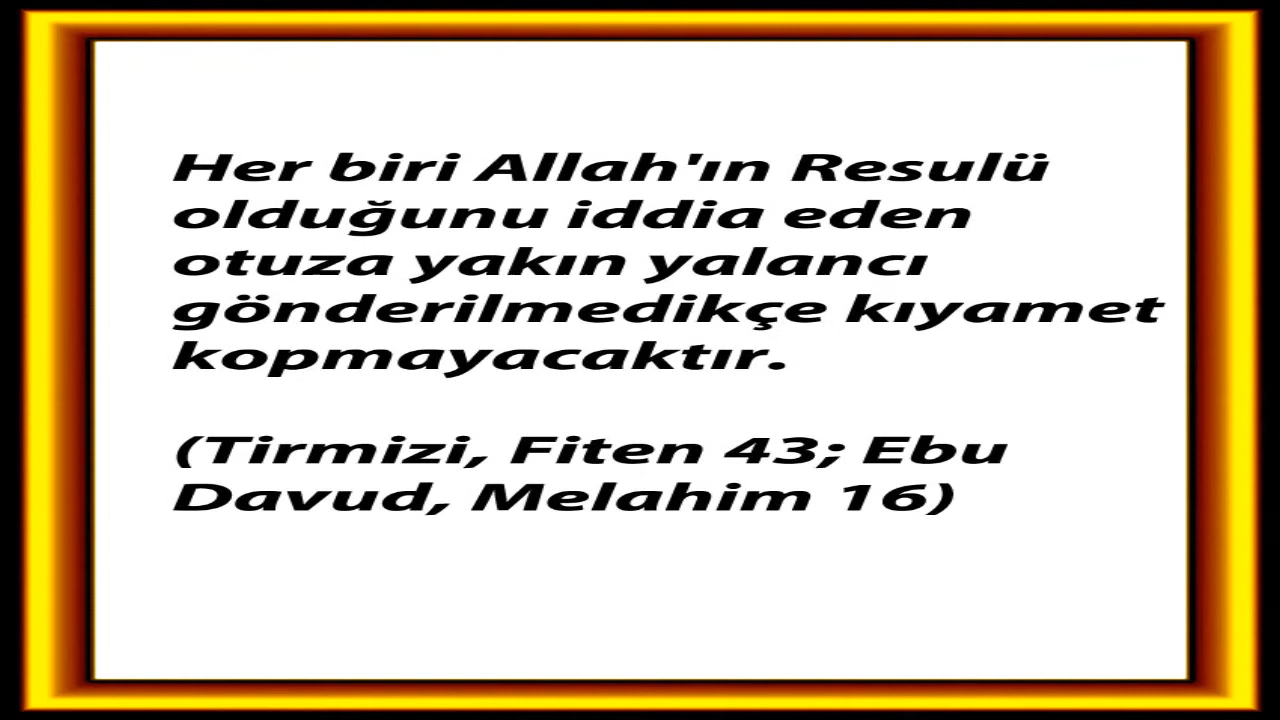 Her biri Allah'ın Resulü
olduğunu iddia eden
otuza yakın yalancı
gönderilmedikçe kıyamet
kopmayacaktır.
(Tirmizi, Fiten 43; Ebu
Davud, Melahim 16)